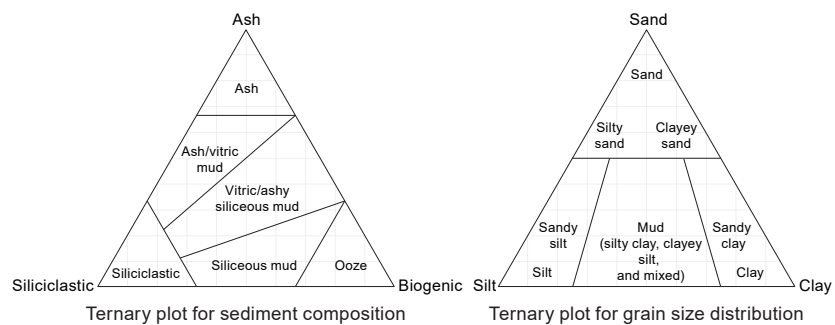 Ash
Ash
Ash/vitric
mud
Vitric/ashy
siliceous mud
Siliciclastic
Siliceous mud
Ooze
Siliciclastic
Biogenic
Ternary plot for sediment composition
Sand
Sand
Silty
sand
Clayey
sand
Sandy
silt
Mud
(silty clay, clayey
silt,
and mixed)
Sandy
clay
Silt
Clay
Silt
Clay
Ternary plot for grain size distribution